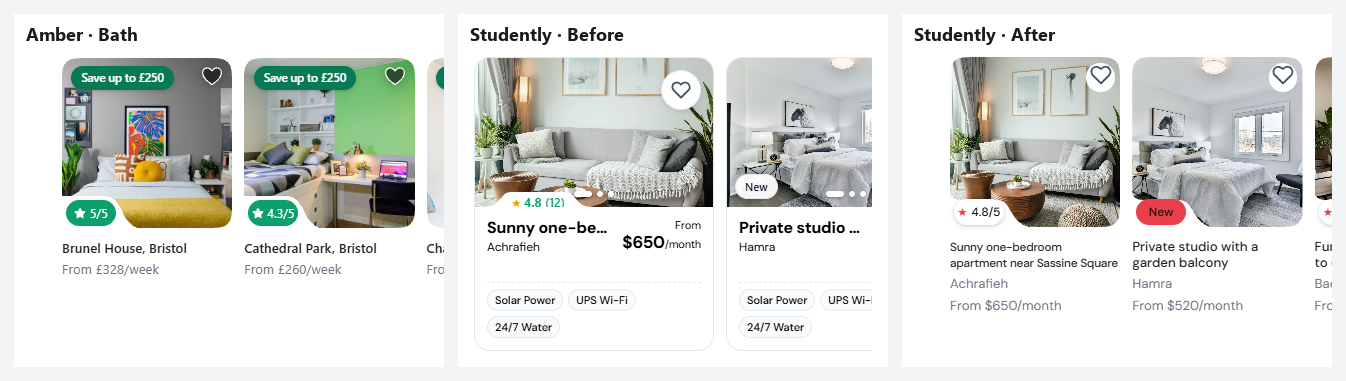 Amber · Bath
Save up to £250
Save up to £250
5/5
4.3/5
Brunel House, Bristol
Cathedral Park, Bristol
From £328/week
From £260/week
Studently · Before
4.8 (12)
New
Sunny one-be...
From
$650/month
Achrafieh
Private studio ...
Hamra
Solar Power
UPS Wi-Fi
24/7 Water
Solar Power
24/7 Water
Studently · After
4.8/5
New
Sunny one-bedroom
apartment near Sassine Square
Achrafieh
From $650/month
Private studio with a
garden balcony
Hamra
From $520/month